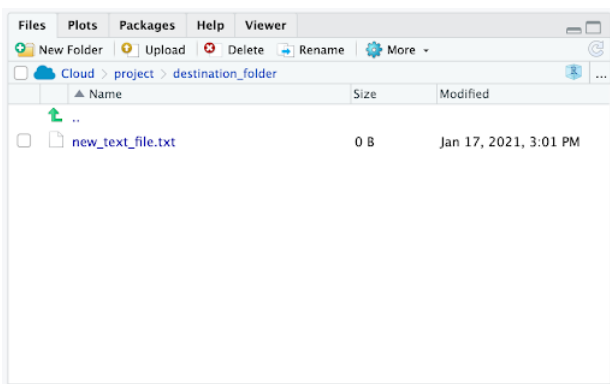 Files Plots Packages Help Viewer
New Folder Upload Delete Rename More
Cloud > project > destination_folder ...
Name Size Modified
..
new_text_file.txt 0 B Jan 17, 2021, 3:01 PM